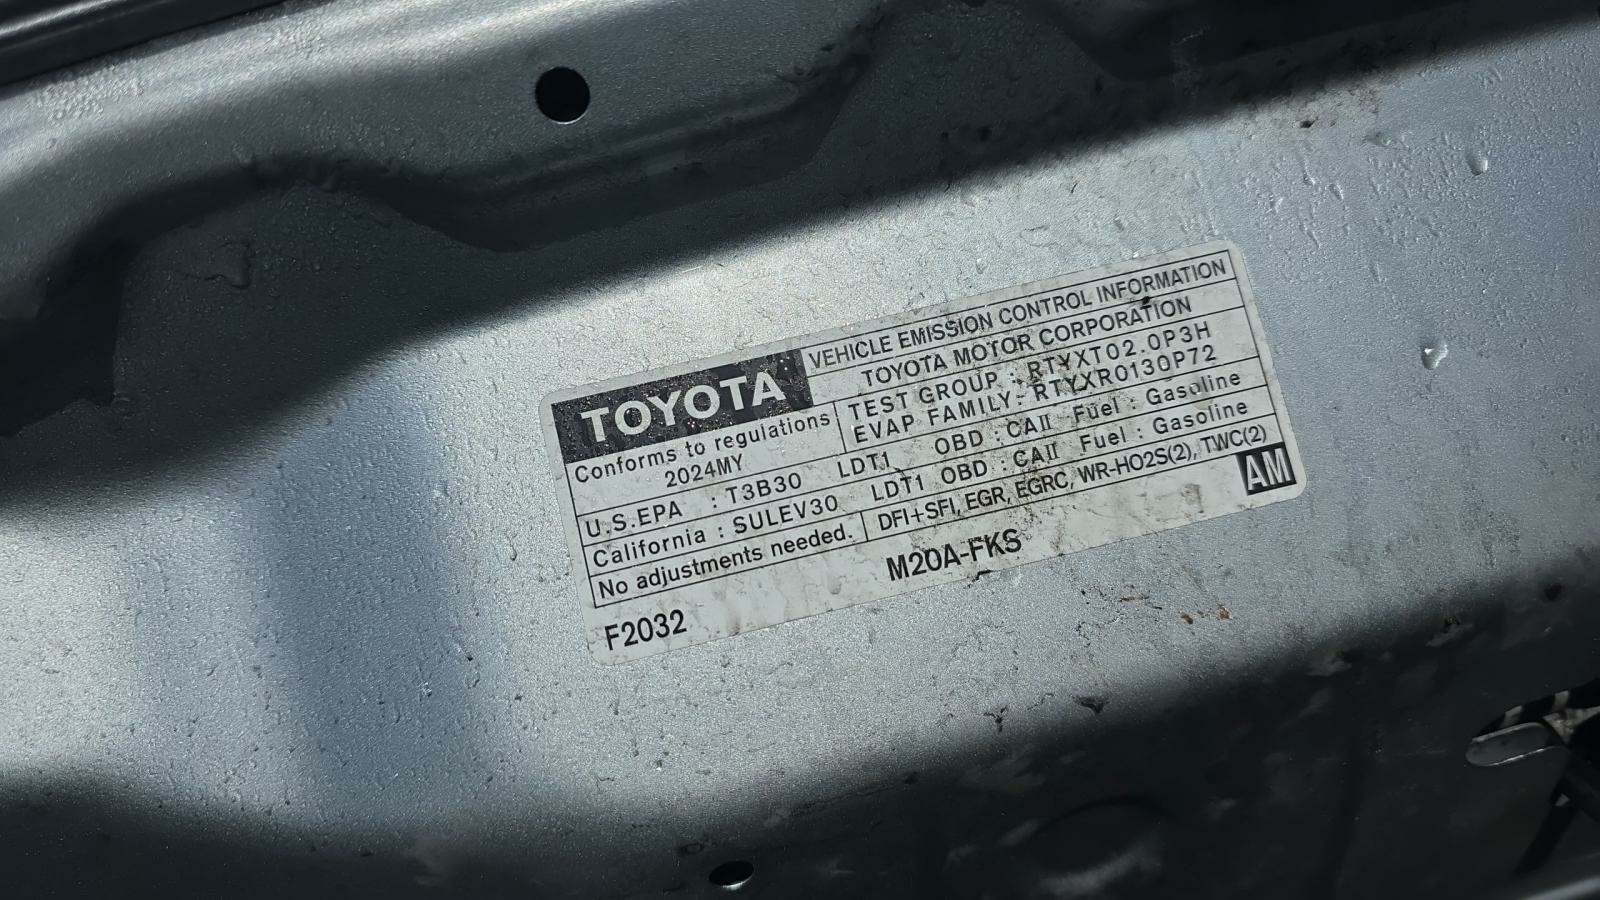 TOYOTA
VEHICLE EMISSION CONTROL INFORMATION
TOYOTA MOTOR CORPORATION
Conforms to regulations
2024MY
TEST GROUP : RTYXT02.0P3H
EVAP FAMILY : RTYXR0130P72
U.S.EPA : T3B30 LDT1 OBD : CAII Fuel : Gasoline
California : SULEV30 LDT1 OBD : CAII Fuel : Gasoline
No adjustments needed.
DFI+SFI, EGR, EGRC, WR-HO2S(2), TWC(2)
AM
F2032
M20A-FKS